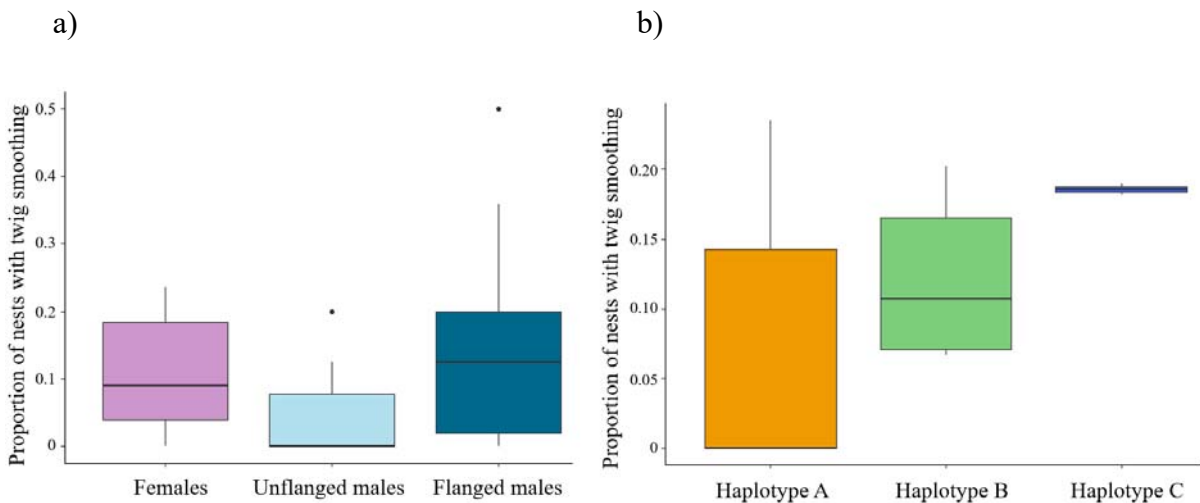 a)
Proportion of nests with twig smoothing
0.5
0.4
0.3
0.2
0.1
0
Females Unflanged males Flanged males
b)
Proportion of nests with twig smoothing
0.20
0.15
0.10
0.05
0
Haplotype A Haplotype B Haplotype C